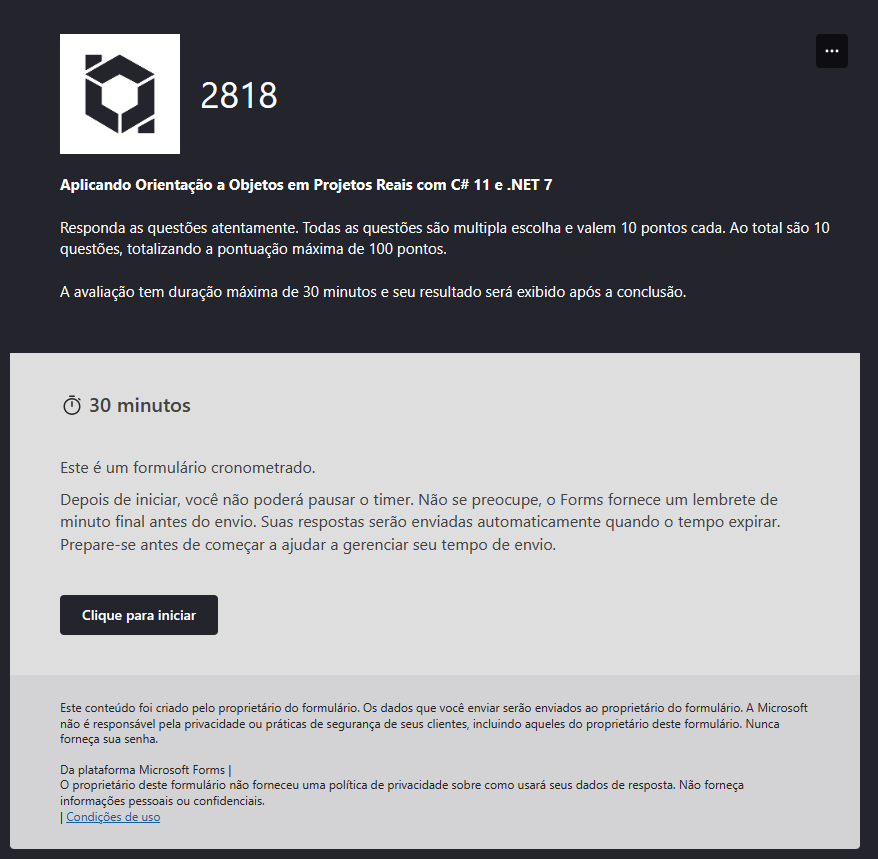 2818
...
Aplicando Orientação a Objetos em Projetos Reais com C# 11 e .NET 7
Responda as questões atentamente. Todas as questões são multipla escolha e valem 10 pontos cada. Ao total são 10
questões, totalizando a pontuação máxima de 100 pontos.
A avaliação tem duração máxima de 30 minutos e seu resultado será exibido após a conclusão.
30 minutos
Este é um formulário cronometrado.
Depois de iniciar, você não poderá pausar o timer. Não se preocupe, o Forms fornece um lembrete de
minuto final antes do envio. Suas respostas serão enviadas automaticamente quando o tempo expirar.
Prepare-se antes de começar a ajudar a gerenciar seu tempo de envio.
Clique para iniciar
Este conteúdo foi criado pelo proprietário do formulário. Os dados que você enviar serão enviados ao proprietário do formulário. A Microsoft
não é responsável pela privacidade ou práticas de segurança de seus clientes, incluindo aqueles do proprietário deste formulário. Nunca
forneça sua senha.
Da plataforma Microsoft Forms |
O proprietário deste formulário não forneceu uma política de privacidade sobre como usará seus dados de resposta. Não forneça
informações pessoais ou confidenciais.
| Condições de uso